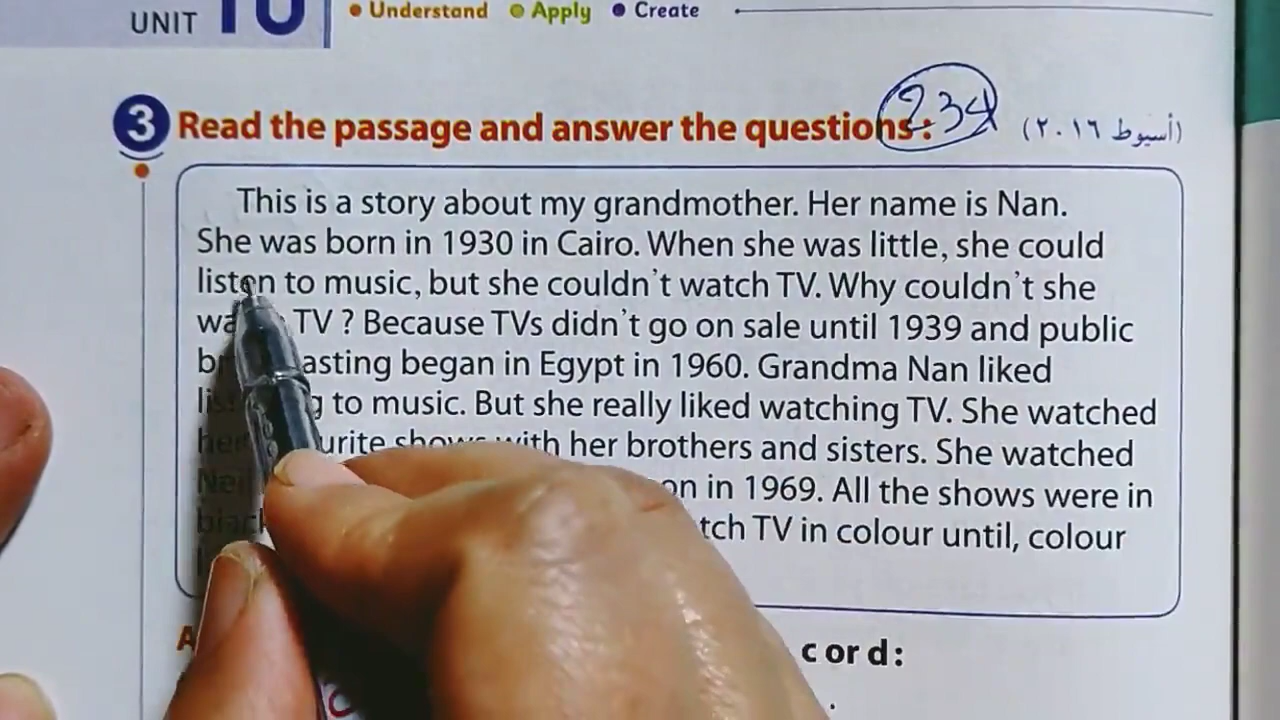 UNIT 10 Understand Apply Create
3 Read the passage and answer the questions: 234 (أسيوط ٢٠١٦)
This is a story about my grandmother. Her name is Nan.
She was born in 1930 in Cairo. When she was little, she could
listen to music, but she couldn't watch TV. Why couldn't she
TV ? Because TVs didn't go on sale until 1939 and public
began in Egypt in 1960. Grandma Nan liked
to music. But she really liked watching TV. She watched
her shows with her brothers and sisters. She watched
Neil in 1969. All the shows were in
black TV in colour until, colour
c or d: